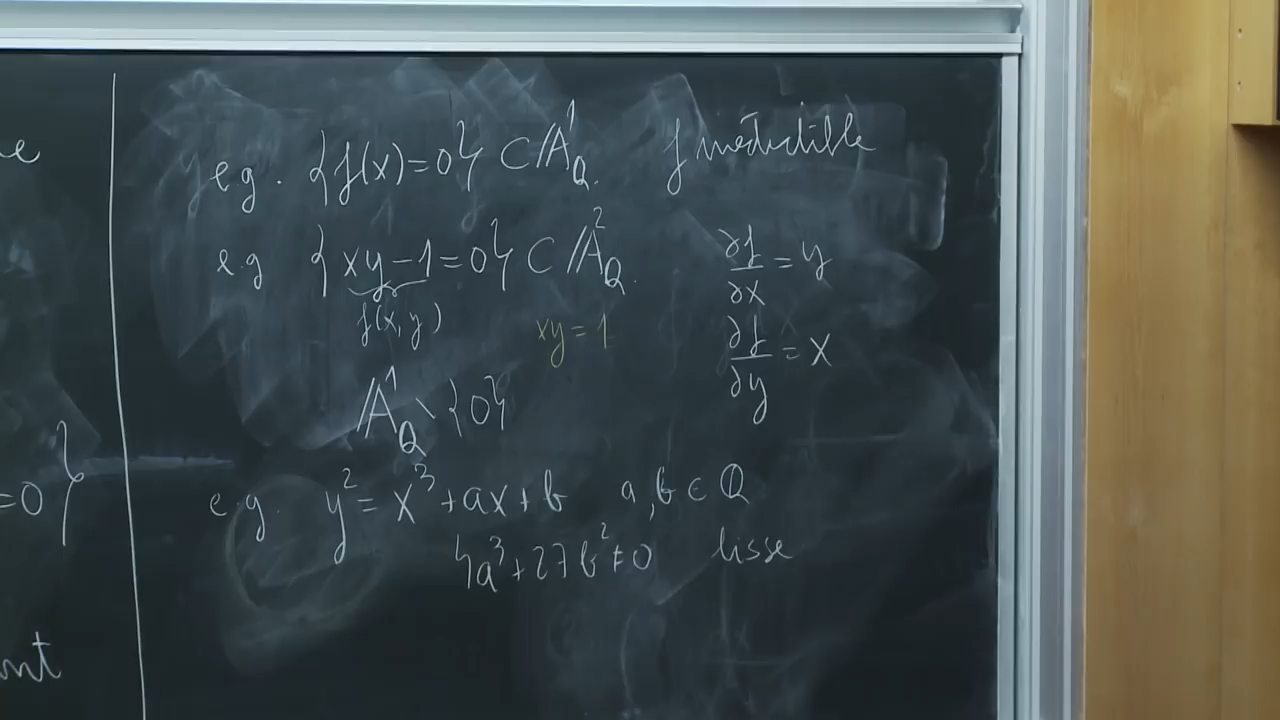 e
e.g. {f(x)=0} ⊂ 𝔸¹_Q. f irréductible
e.g {xy−1=0} ⊂ 𝔸²_Q. ∂f/∂x = y
f(x,y) xy=1 ∂f/∂y = x
𝔸¹_Q \ {0}
=0}
e.g. y² = x³+ax+b a,b ∈ Q
4a³+27b²≠0 lisse
nt